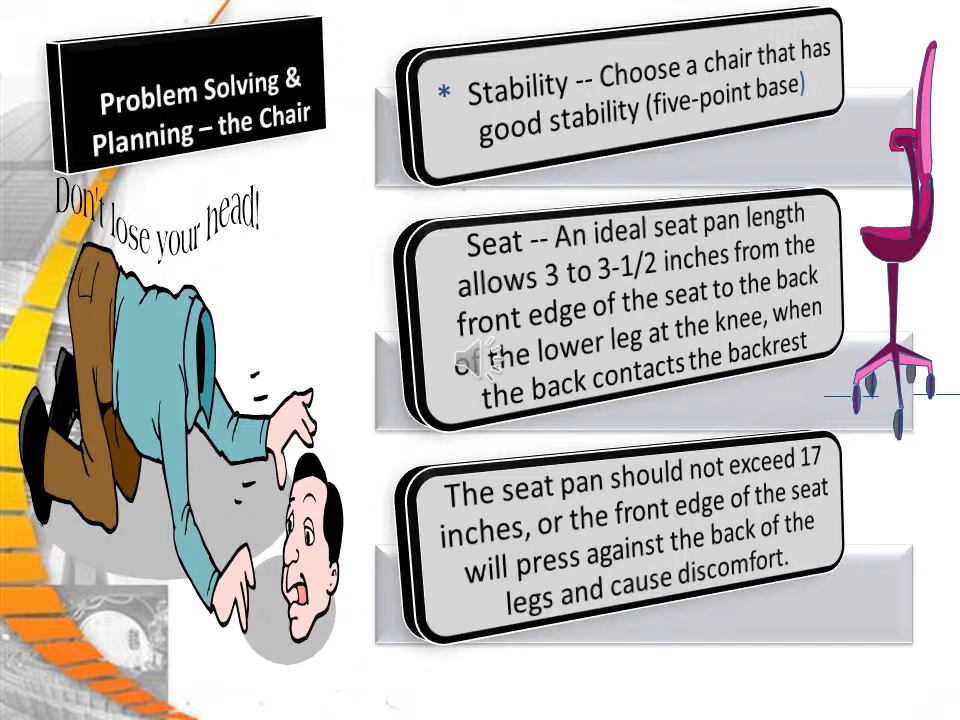 Problem Solving &
Planning – the Chair
Don't lose your head!
* Stability -- Choose a chair that has
good stability (five-point base)
Seat -- An ideal seat pan length
allows 3 to 3-1/2 inches from the
front edge of the seat to the back
of the lower leg at the knee, when
the back contacts the backrest
The seat pan should not exceed 17
inches, or the front edge of the seat
will press against the back of the
legs and cause discomfort.